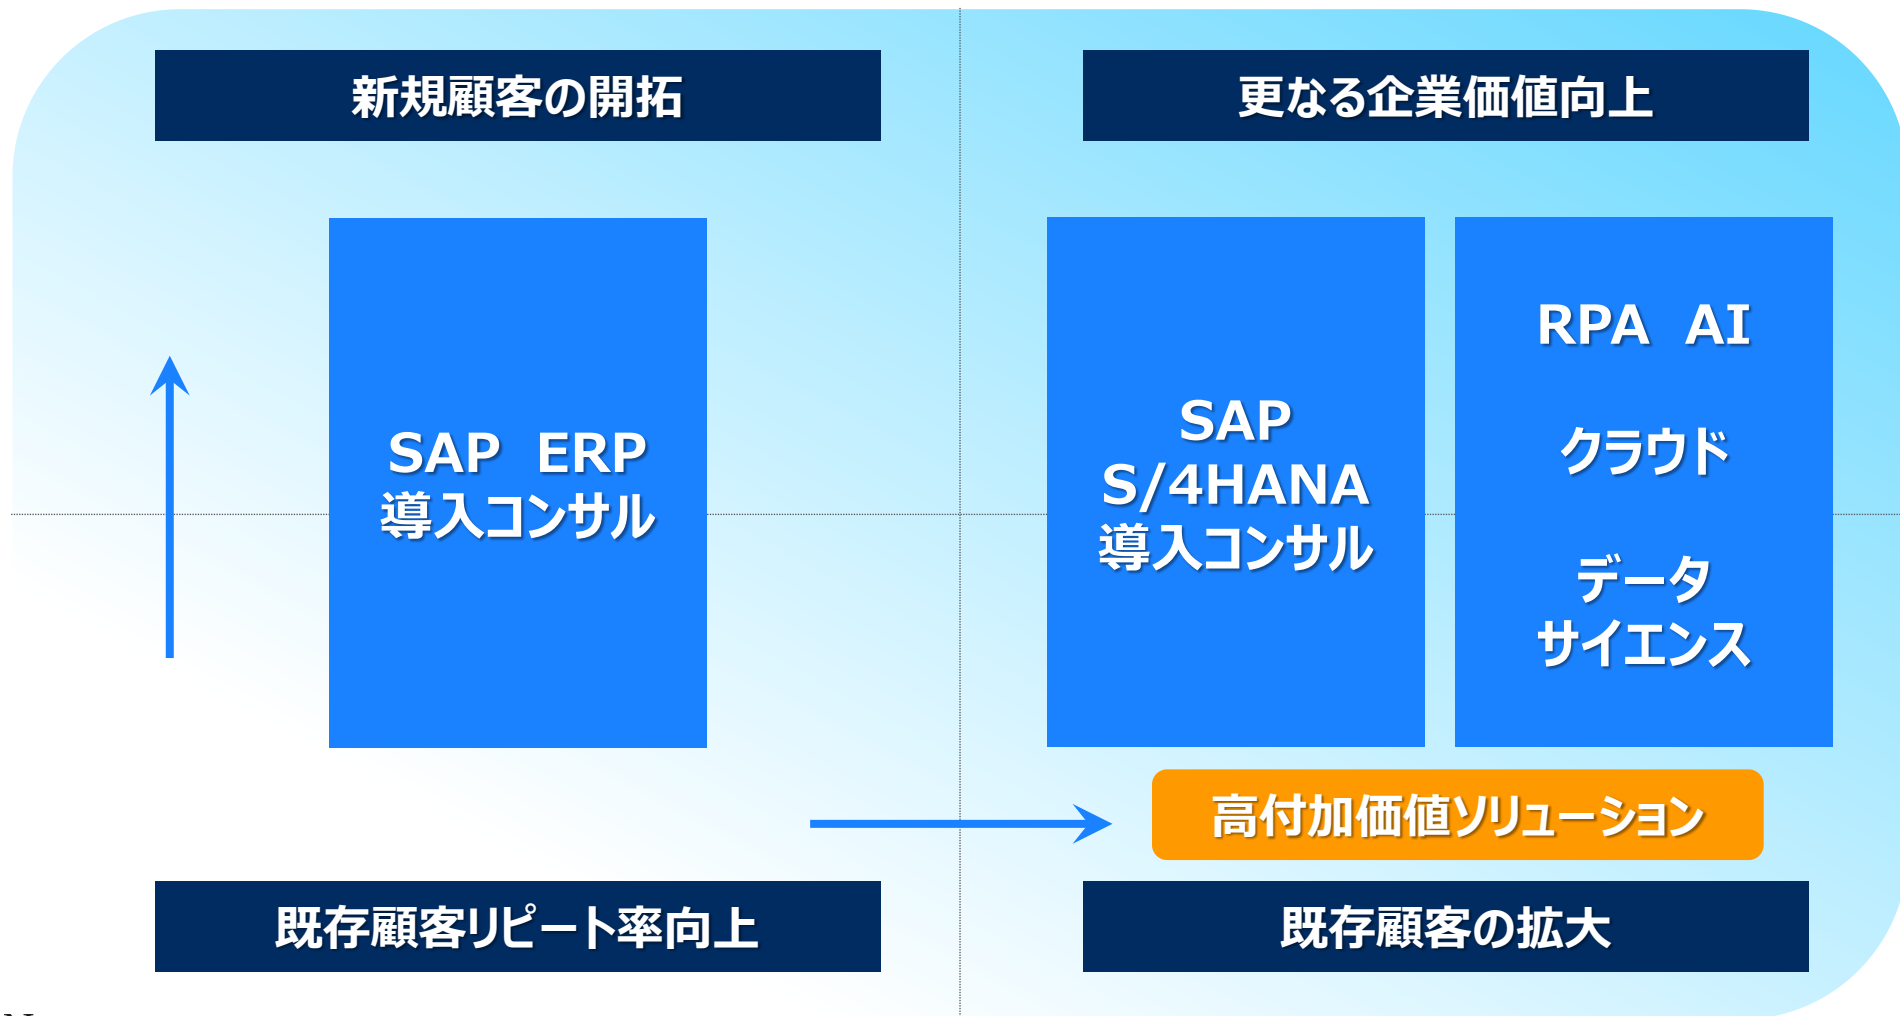 新規顧客の開拓
更なる企業価値向上
SAP ERP
導入コンサル
SAP
S/4HANA
導入コンサル
RPA AI
クラウド
データ
サイエンス
高付加価値ソリューション
既存顧客リピート率向上
既存顧客の拡大